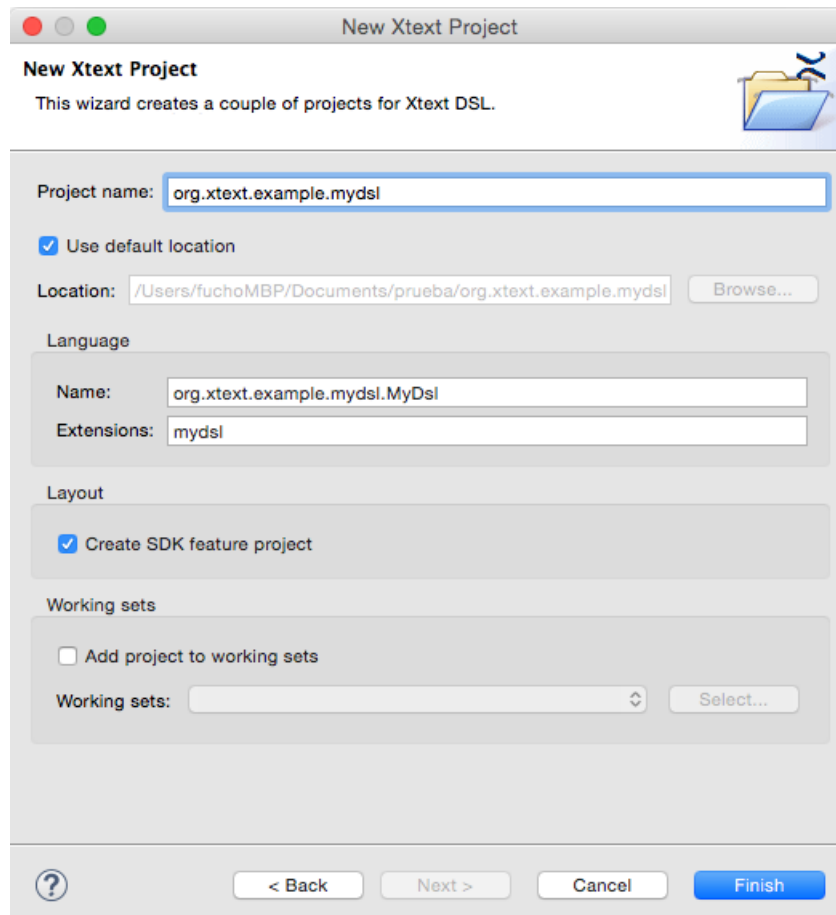 New Xtext Project
New Xtext Project
This wizard creates a couple of projects for Xtext DSL.
Project name: org.xtext.example.mydsl
Use default location
Location: /Users/fuchoMBP/Documents/prueba/org.xtext.example.mydsl Browse...
Language
Name: org.xtext.example.mydsl.MyDsl
Extensions: mydsl
Layout
Create SDK feature project
Working sets
Add project to working sets
Working sets: Select...
? < Back Next > Cancel Finish